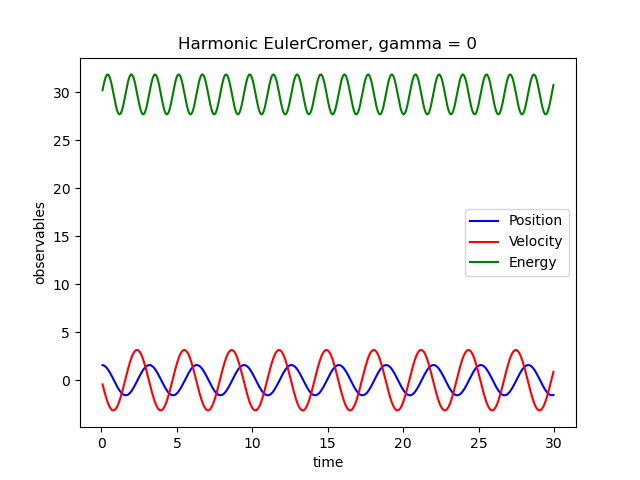 Harmonic EulerCromer, gamma = 0
observables
30
25
20
15
10
5
0
Position
Velocity
Energy
0 5 10 15 20 25 30
time